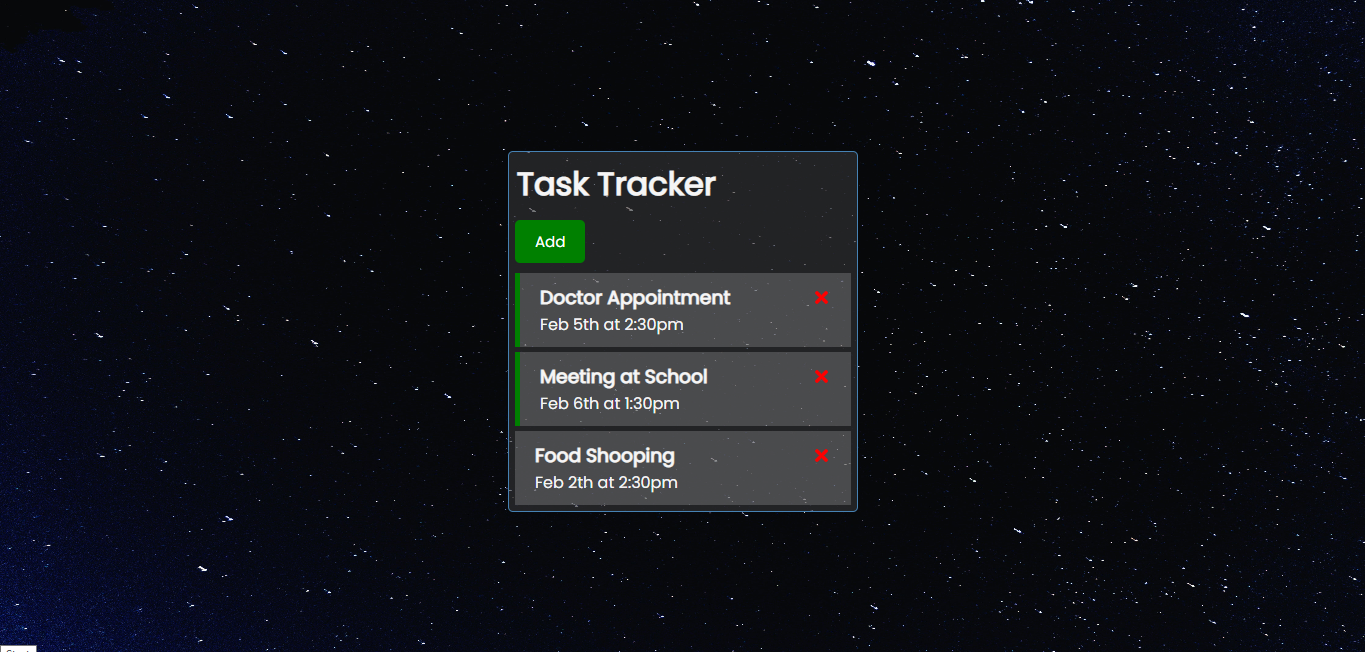 Task Tracker
Add
Doctor Appointment
Feb 5th at 2:30pm
Meeting at School
Feb 6th at 1:30pm
Food Shooping
Feb 2th at 2:30pm